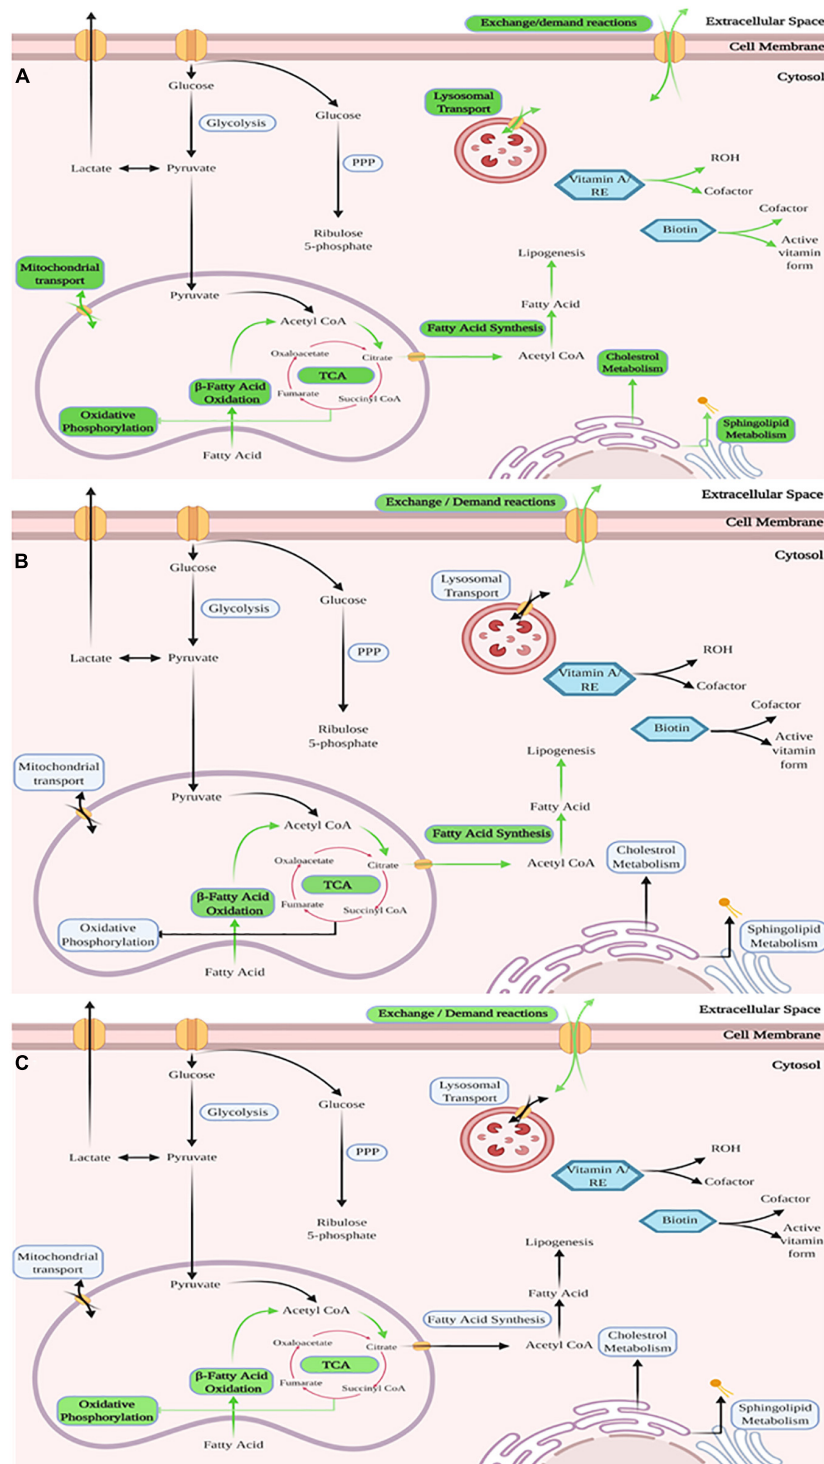 Exchange/demand reactions
Extracellular Space
Cell Membrane
A
Cytosol
Glucose
Lysosomal
Transport
Glucose
Glycolysis
PPP
ROH
Lactate
Pyruvate
Vitamin A/
RE
Cofactor
Cofactor
Biotin
Ribulose
5-phosphate
Active
vitamin
form
Lipogenesis
Mitochondrial
transport
Pyruvate
Fatty Acid
Acetyl CoA
Fatty Acid Synthesis
Oxaloacetate
Citrate
Acetyl CoA
Cholestrol
Metabolism
TCA
β-Fatty Acid
Oxidation
Fumarate
Succinyl CoA
Oxidative
Phosphorylation
Sphingolipid
Metabolism
Fatty Acid
Exchange / Demand reactions
Extracellular Space
Cell Membrane
B
Cytosol
Glucose
Lysosomal
Transport
Glucose
Glycolysis
PPP
ROH
Lactate
Pyruvate
Vitamin A/
RE
Cofactor
Cofactor
Biotin
Ribulose
5-phosphate
Active
vitamin
form
Lipogenesis
Mitochondrial
transport
Pyruvate
Fatty Acid
Acetyl CoA
Fatty Acid Synthesis
Oxaloacetate
Citrate
Acetyl CoA
Cholestrol
Metabolism
TCA
β-Fatty Acid
Oxidation
Fumarate
Succinyl CoA
Oxidative
Phosphorylation
Sphingolipid
Metabolism
Fatty Acid
Exchange / Demand reactions
Extracellular Space
Cell Membrane
C
Cytosol
Glucose
Lysosomal
Transport
Glucose
Glycolysis
PPP
ROH
Lactate
Pyruvate
Vitamin A/
RE
Cofactor
Cofactor
Biotin
Ribulose
5-phosphate
Active
vitamin
form
Lipogenesis
Mitochondrial
transport
Pyruvate
Fatty Acid
Acetyl CoA
Fatty Acid Synthesis
Oxaloacetate
Citrate
Acetyl CoA
Cholestrol
Metabolism
TCA
β-Fatty Acid
Oxidation
Fumarate
Succinyl CoA
Oxidative
Phosphorylation
Sphingolipid
Metabolism
Fatty Acid